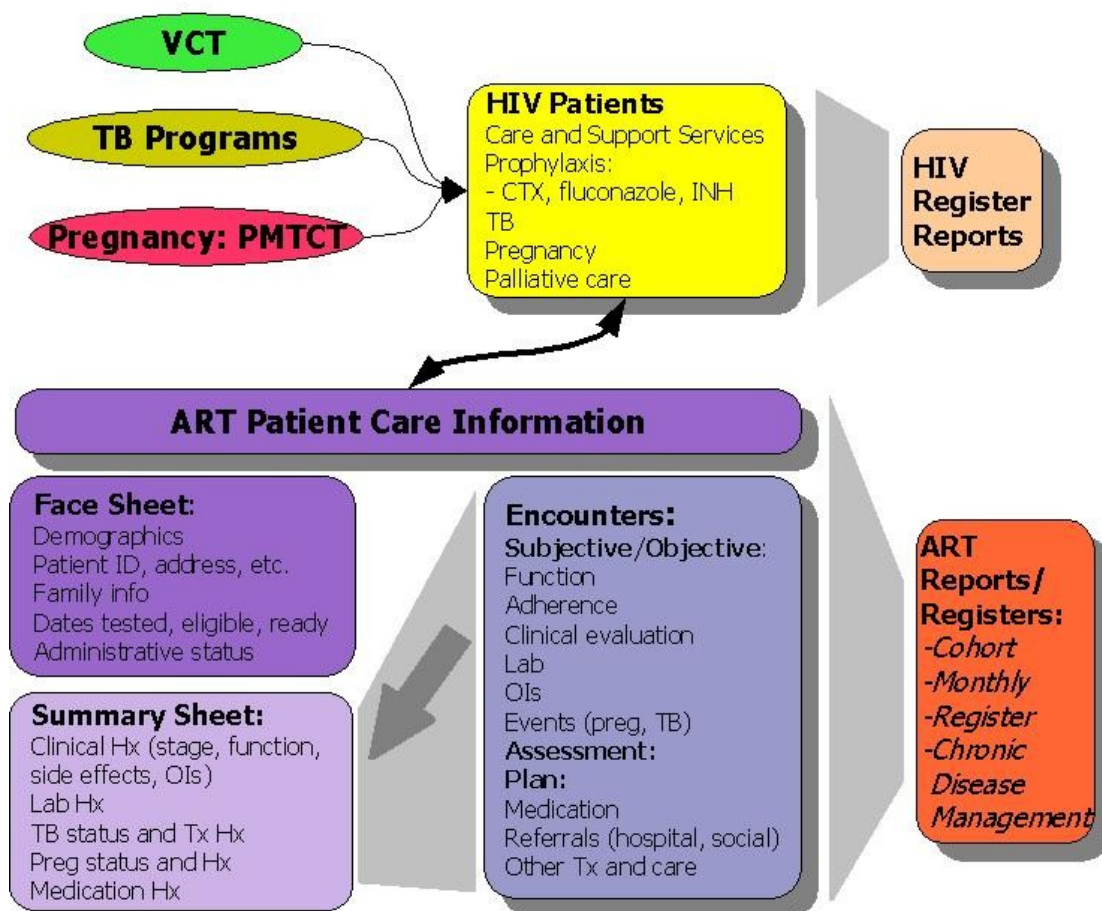 VCT
TB Programs
Pregnancy: PMTCT
HIV Patients
Care and Support Services
Prophylaxis:
- CTX, fluconazole, INH
TB
Pregnancy
Palliative care
HIV
Register
Reports
ART Patient Care Information
Face Sheet:
Demographics
Patient ID, address, etc.
Family info
Dates tested, eligible, ready
Administrative status
Summary Sheet:
Clinical Hx (stage, function,
side effects, OIs)
Lab Hx
TB status and Tx Hx
Preg status and Hx
Medication Hx
Encounters:
Subjective/Objective:
Function
Adherence
Clinical evaluation
Lab
OIs
Events (preg, TB)
Assessment:
Plan:
Medication
Referrals (hospital, social)
Other Tx and care
ART
Reports/
Registers:
-Cohort
-Monthly
-Register
-Chronic
Disease
Management